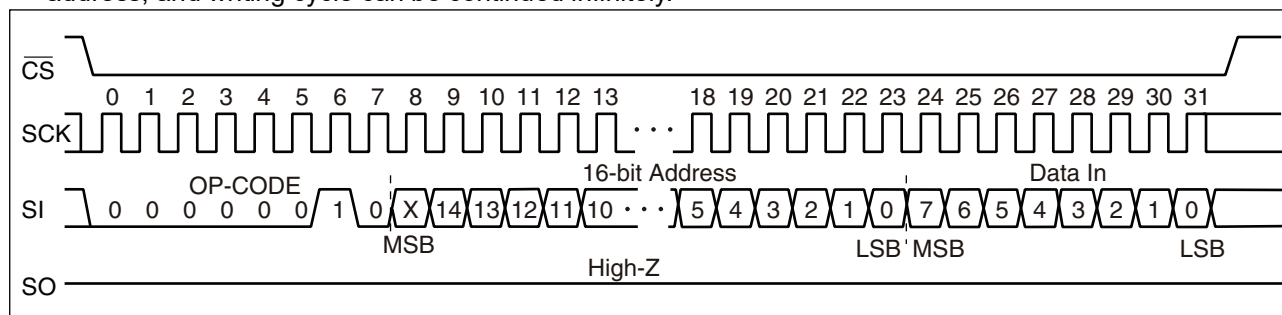 address, and writing cycle can be continued infinitely.
CS
0 1 2 3 4 5 6 7 8 9 10 11 12 13 18 19 20 21 22 23 24 25 26 27 28 29 30 31
SCK
OP-CODE 16-bit Address Data In
SI 0 0 0 0 0 0 1 0 X 14 13 12 11 10 · · · 5 4 3 2 1 0 7 6 5 4 3 2 1 0
MSB LSB MSB LSB
High-Z
SO